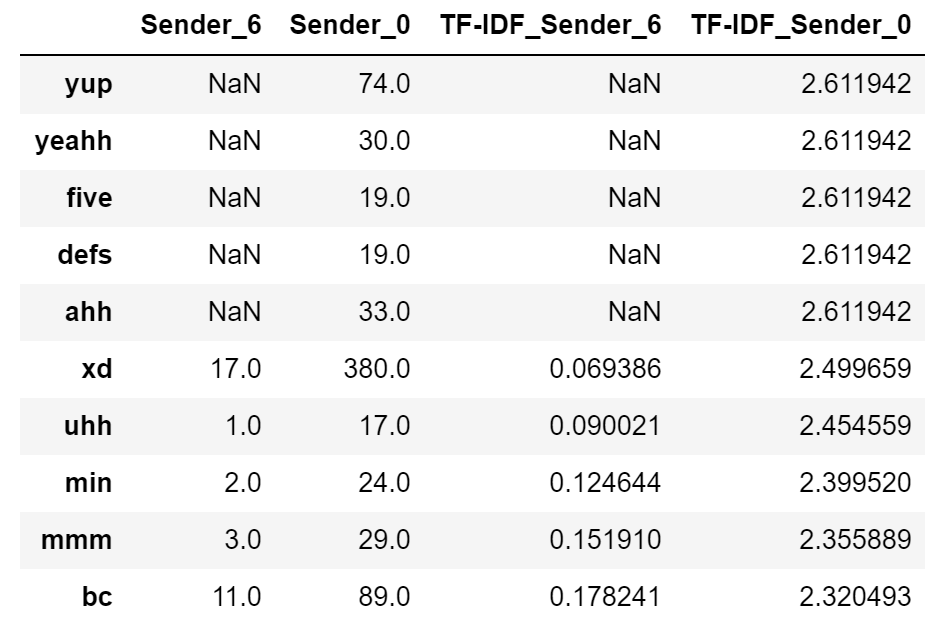 Sender_6 Sender_0 TF-IDF_Sender_6 TF-IDF_Sender_0
yup NaN 74.0 NaN 2.611942
yeahh NaN 30.0 NaN 2.611942
five NaN 19.0 NaN 2.611942
defs NaN 19.0 NaN 2.611942
ahh NaN 33.0 NaN 2.611942
xd 17.0 380.0 0.069386 2.499659
uhh 1.0 17.0 0.090021 2.454559
min 2.0 24.0 0.124644 2.399520
mmm 3.0 29.0 0.151910 2.355889
bc 11.0 89.0 0.178241 2.320493